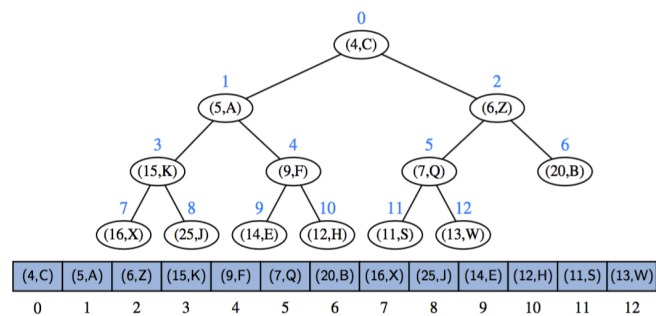 0
(4,C)
1 2
(5,A) (6,Z)
3 4 5 6
(15,K) (9,F) (7,Q) (20,B)
7 8 9 10 11 12
(16,X) (25,J) (14,E) (12,H) (11,S) (13,W)
(4,C) (5,A) (6,Z) (15,K) (9,F) (7,Q) (20,B) (16,X) (25,J) (14,E) (12,H) (11,S) (13,W)
0 1 2 3 4 5 6 7 8 9 10 11 12